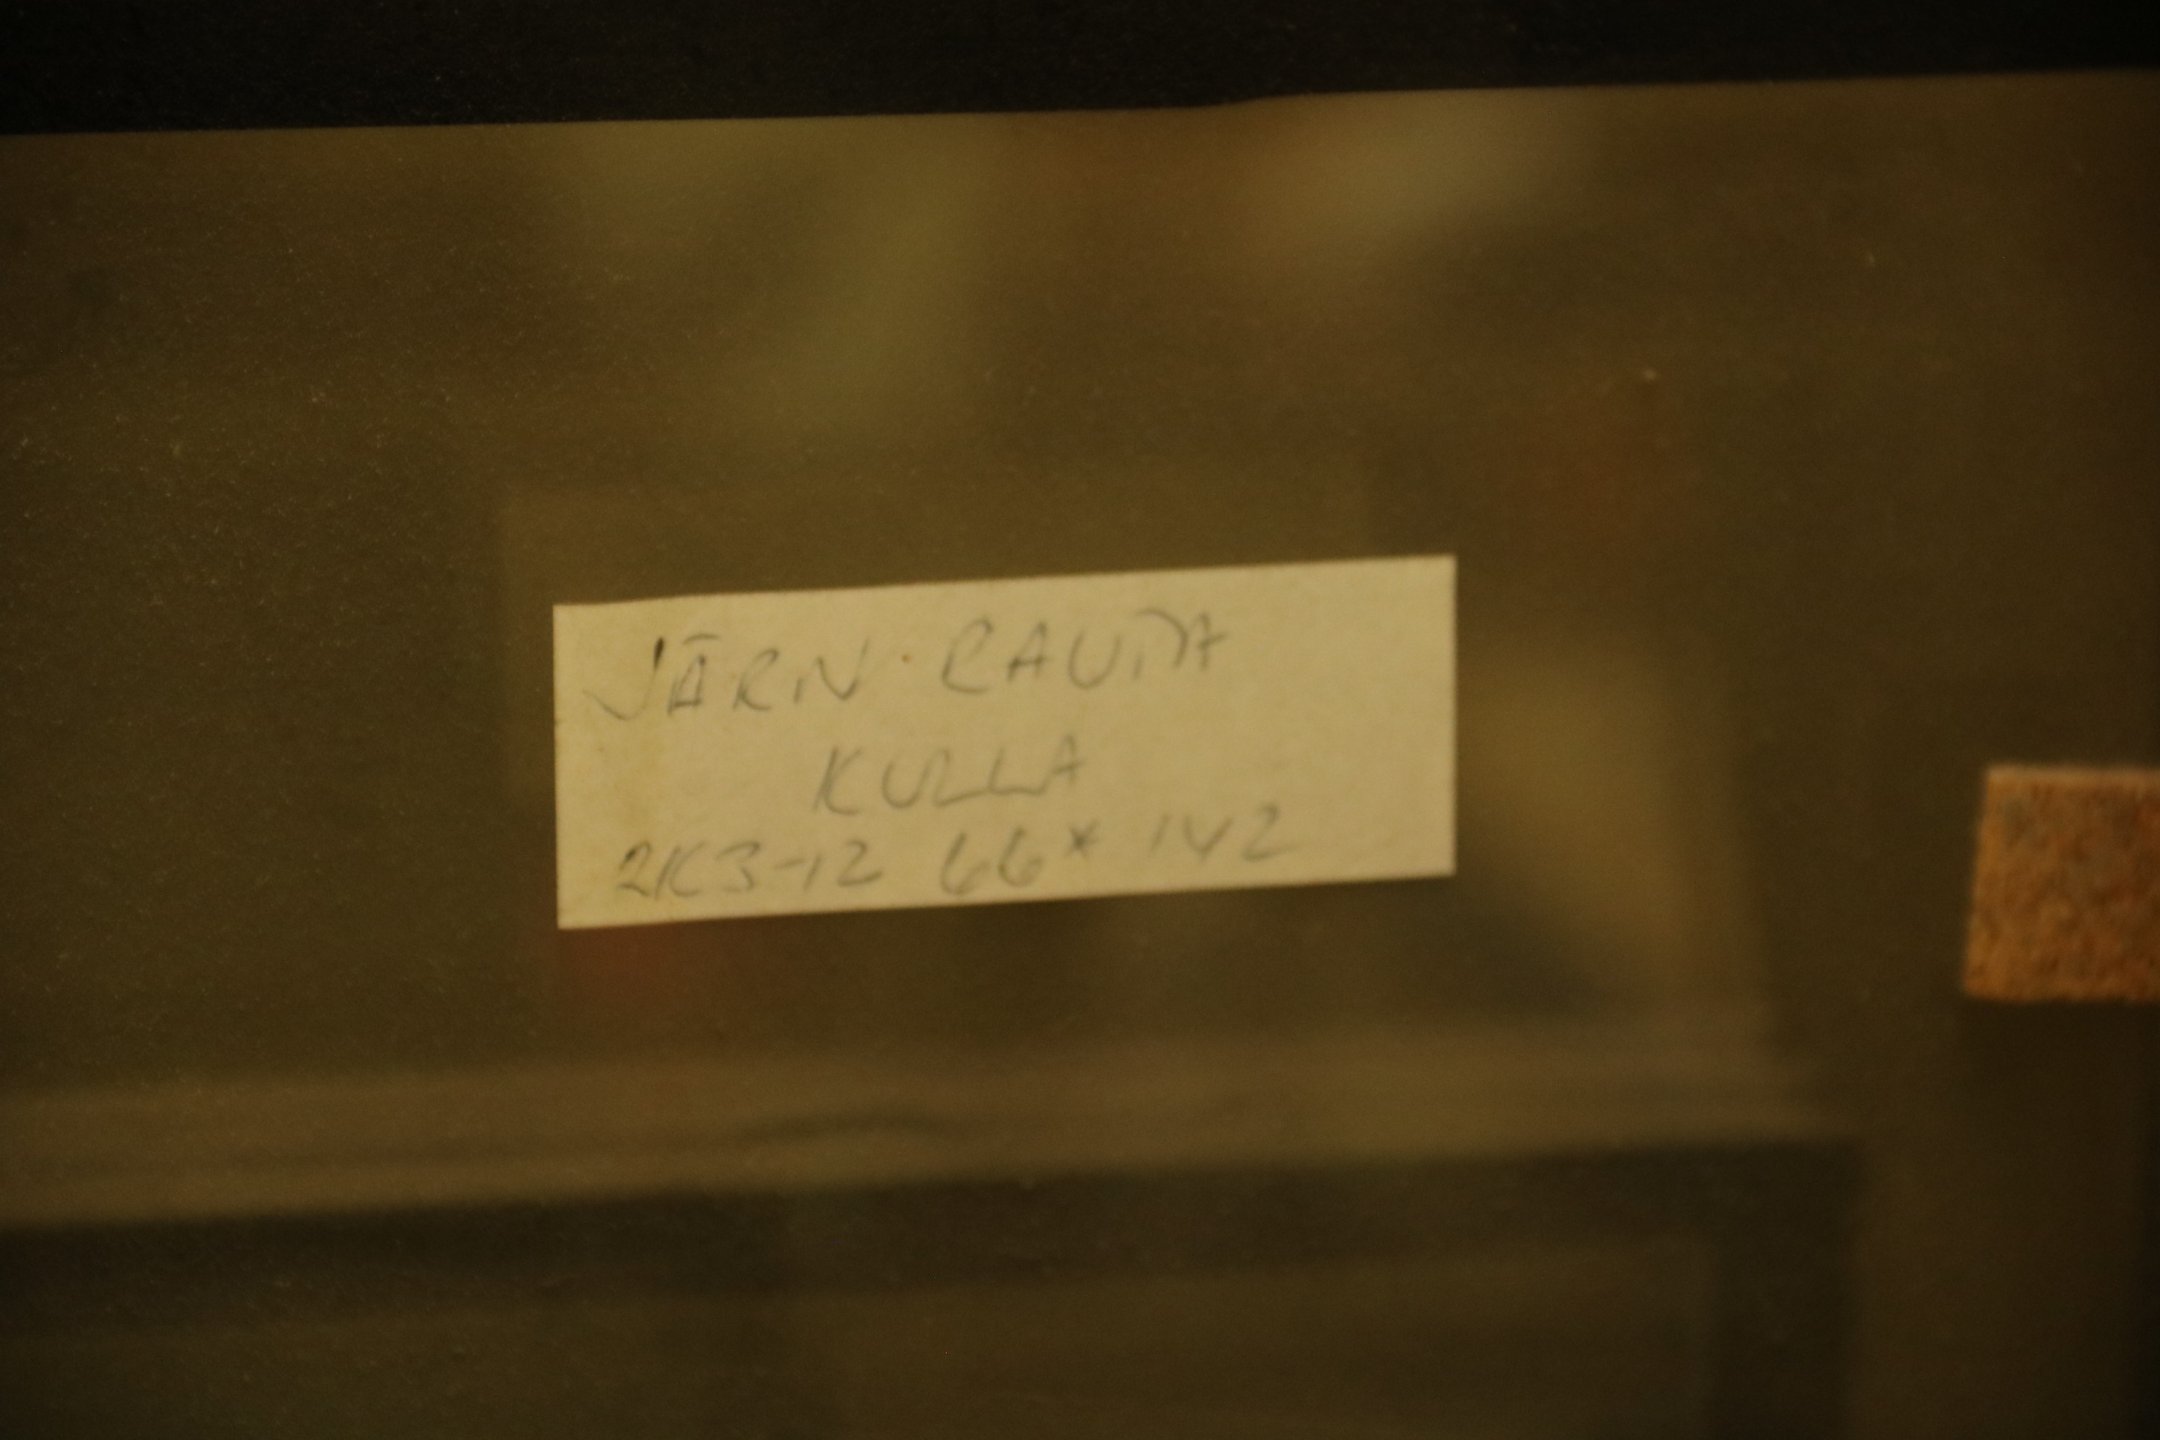 JÄRN · RAUTA
KULLA
2K3-12 66* 142